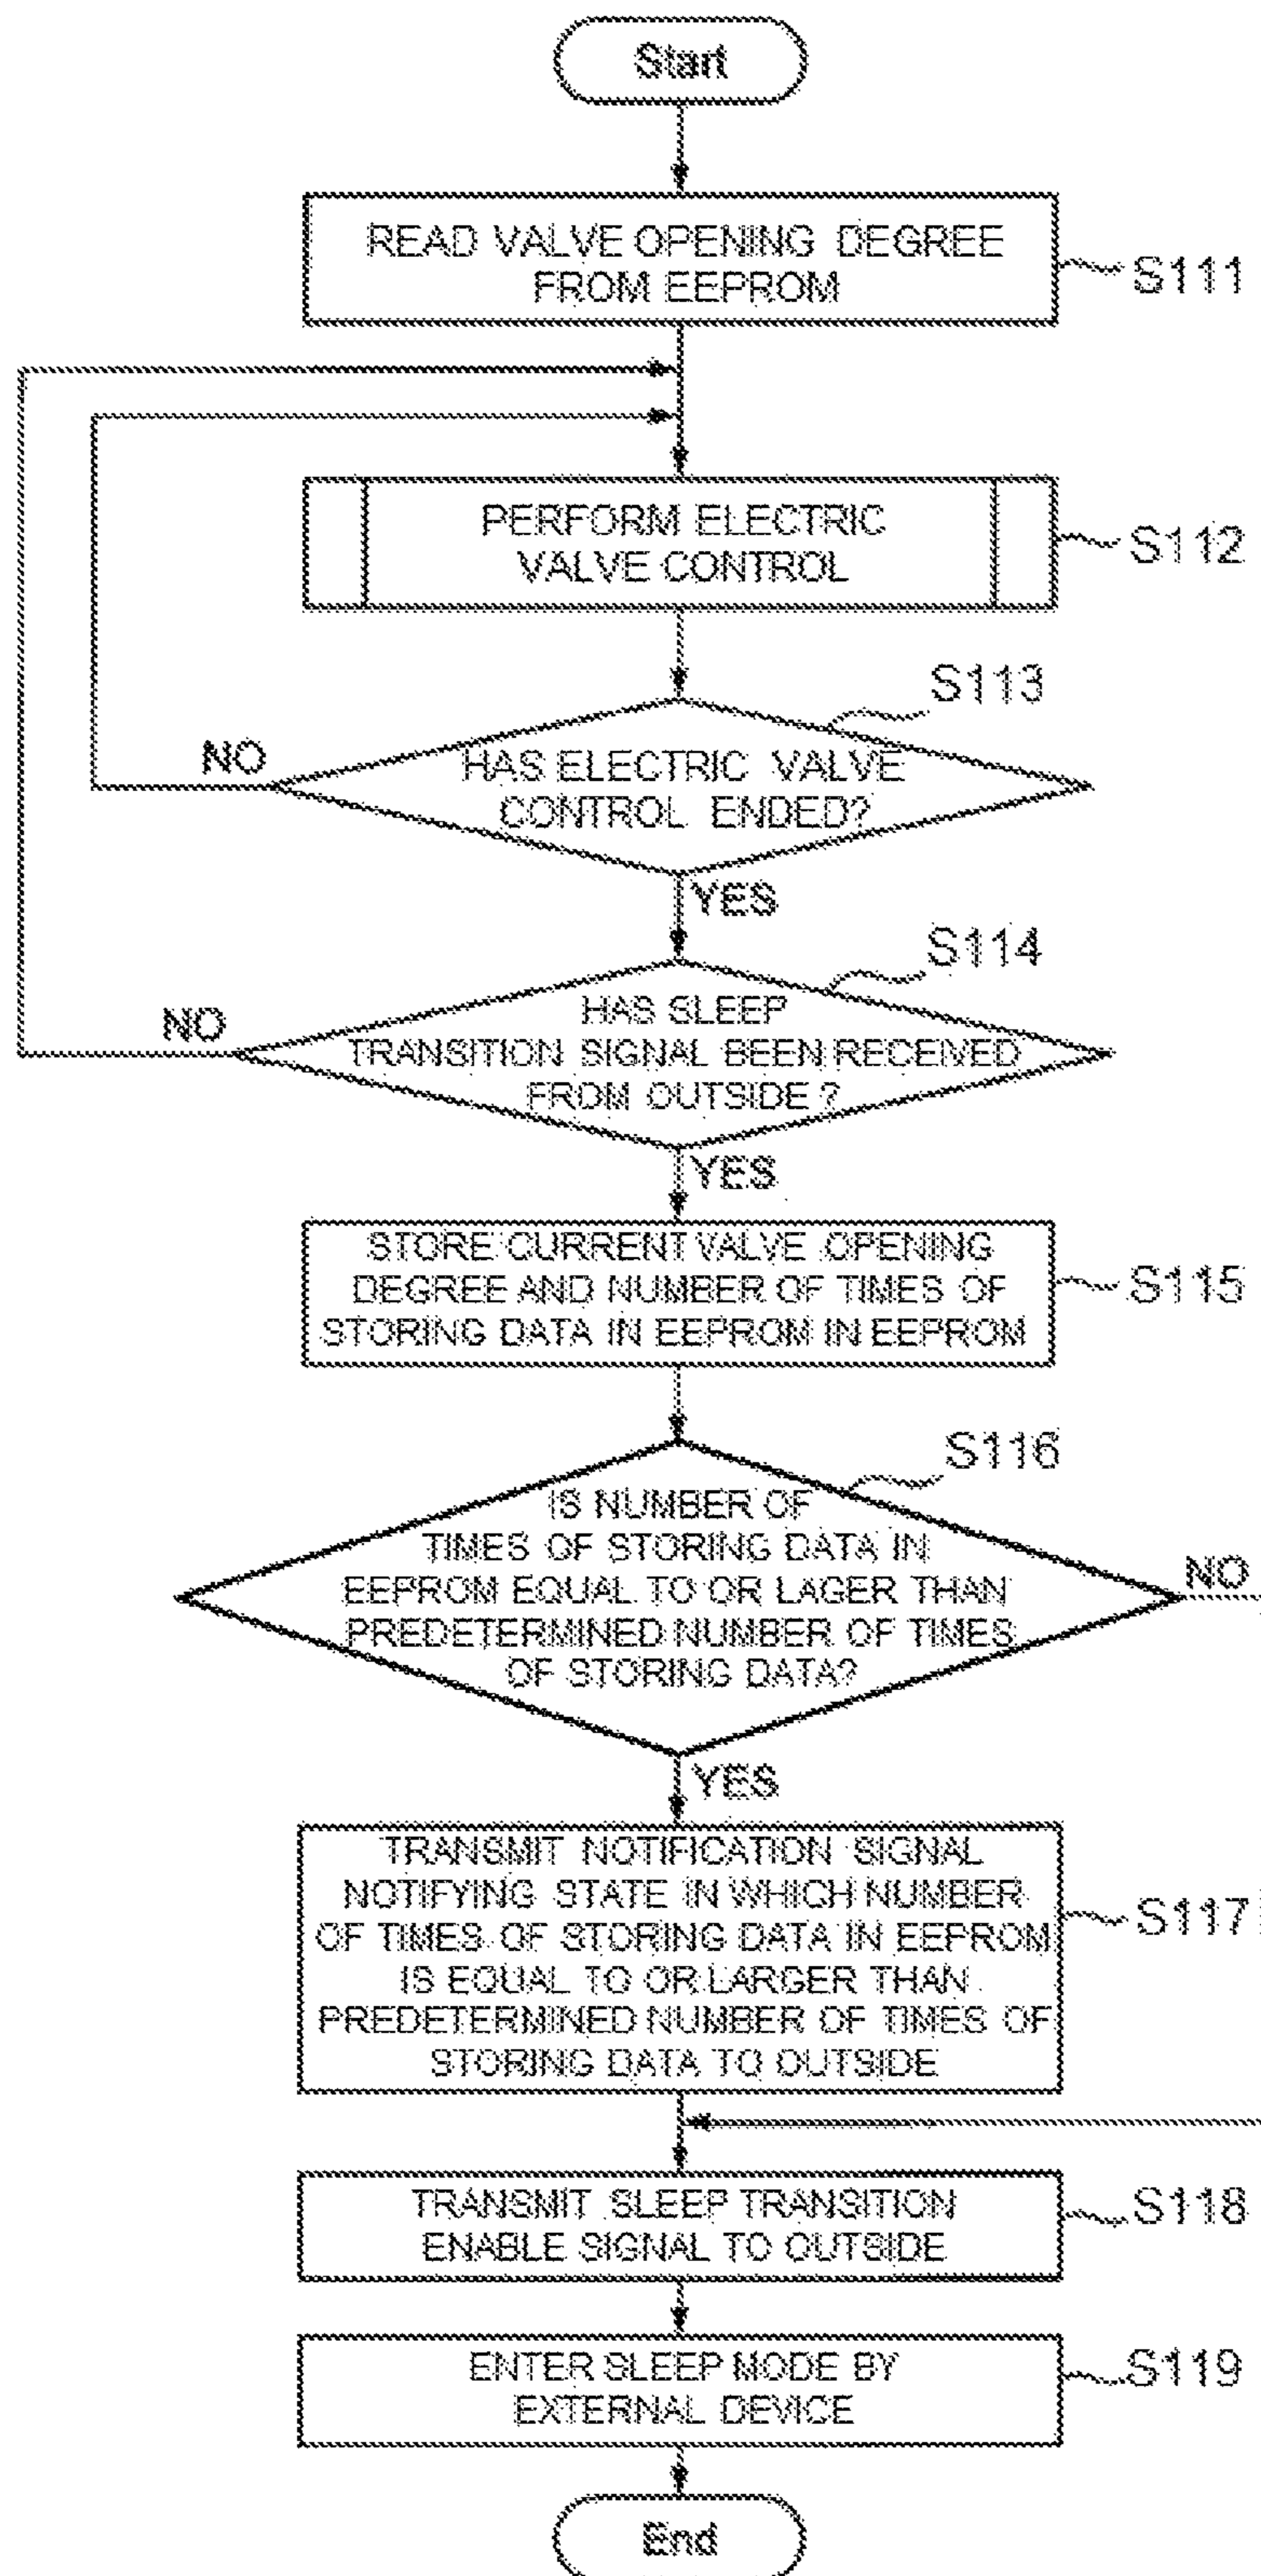 Start
READ VALVE OPENING DEGREE
FROM EEPROM
S111
PERFORM ELECTRIC
VALVE CONTROL
S112
S113
NO
HAS ELECTRIC VALVE
CONTROL ENDED?
YES
S114
NO
HAS SLEEP
TRANSITION SIGNAL BEEN RECEIVED
FROM OUTSIDE ?
YES
STORE CURRENT VALVE OPENING
DEGREE AND NUMBER OF TIMES OF
STORING DATA IN EEPROM IN EEPROM
S115
S116
IS NUMBER OF
TIMES OF STORING DATA IN
EEPROM EQUAL TO OR LAGER THAN
PREDETERMINED NUMBER OF TIMES
OF STORING DATA?
NO
YES
TRANSMIT NOTIFICATION SIGNAL
NOTIFYING STATE IN WHICH NUMBER
OF TIMES OF STORING DATA IN EEPROM
IS EQUAL TO OR LARGER THAN
PREDETERMINED NUMBER OF TIMES OF
STORING DATA TO OUTSIDE
S117
TRANSMIT SLEEP TRANSITION
ENABLE SIGNAL TO OUTSIDE
S118
ENTER SLEEP MODE BY
EXTERNAL DEVICE
S119
End